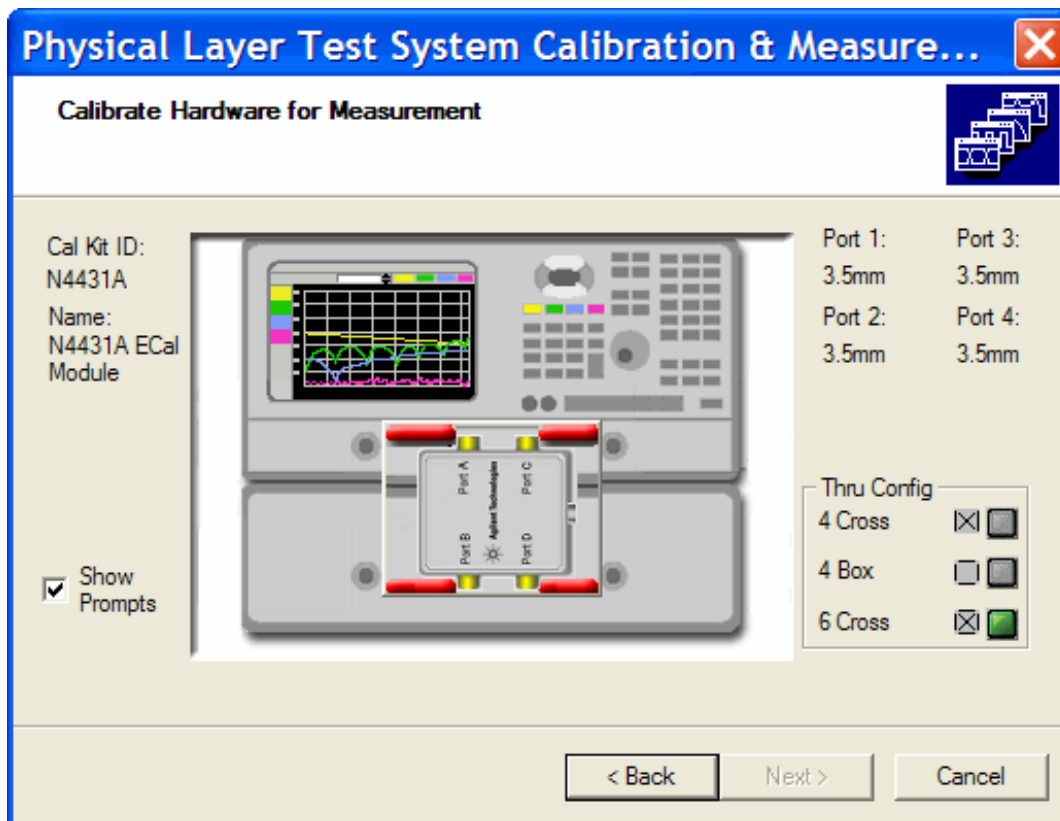 Physical Layer Test System Calibration & Measure...
Calibrate Hardware for Measurement
Cal Kit ID:
N4431A
Name:
N4431A ECal
Module
Show
Prompts
Port A
Port B
Agilent Technologies
Port C
Port D
Port 1:
3.5mm
Port 2:
3.5mm
Port 3:
3.5mm
Port 4:
3.5mm
Thru Config
4 Cross
4 Box
6 Cross
< Back
Next >
Cancel